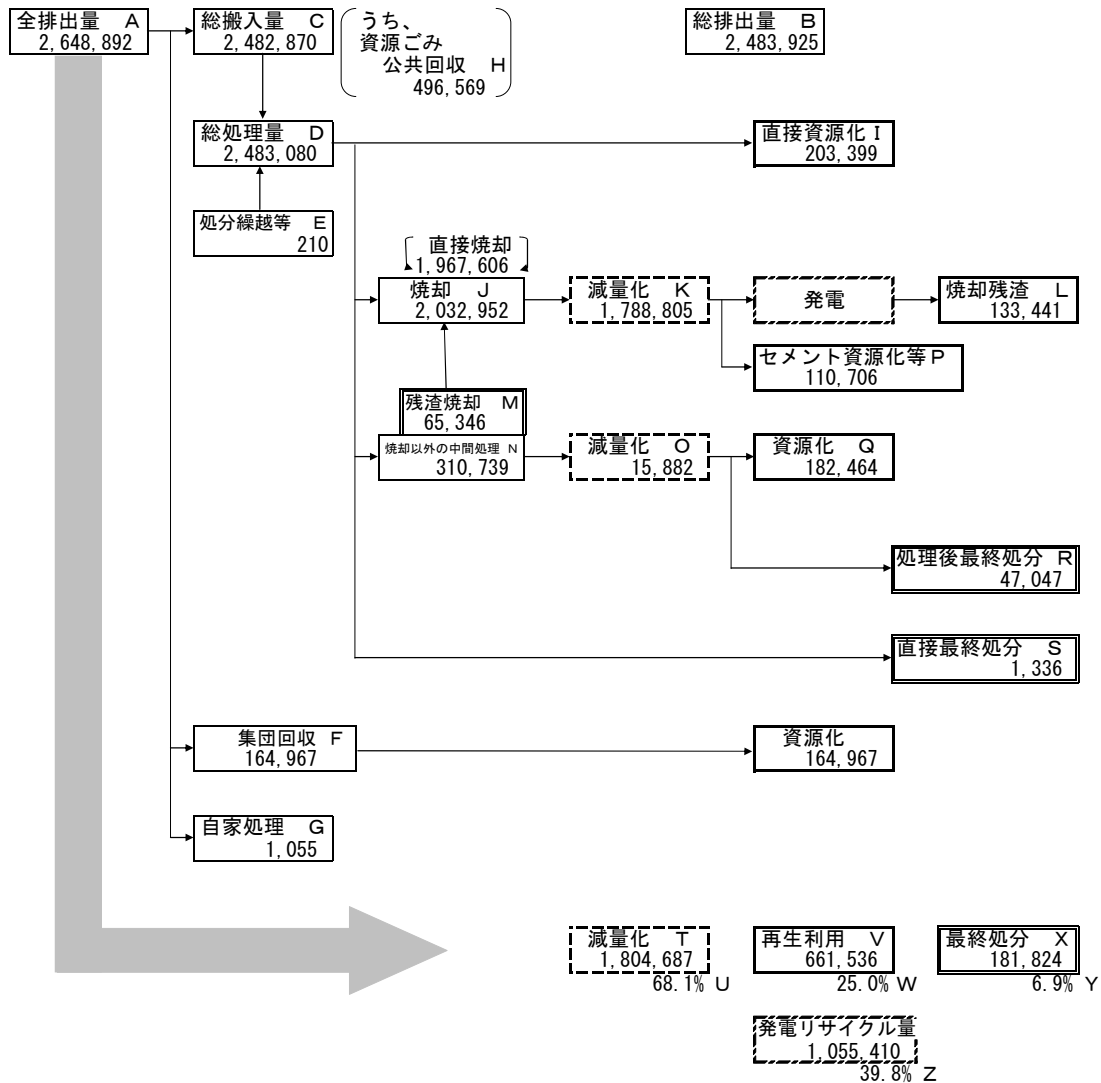 全排出量　A
2,648,892
総搬入量　C
2,482,870
うち、
資源ごみ
公共回収　H
496,569
総排出量　B
2,483,925
総処理量　D
2,483,080
直接資源化 I
203,399
処分繰越等　E
210
直接焼却
1,967,606
焼却　J
2,032,952
減量化　K
1,788,805
発電
焼却残渣　L
133,441
セメント資源化等P
110,706
残渣焼却　M
65,346
焼却以外の中間処理 N
310,739
減量化　O
15,882
資源化　Q
182,464
処理後最終処分 R
47,047
直接最終処分　S
1,336
集団回収 F
164,967
資源化
164,967
自家処理　G
1,055
減量化　T
1,804,687
68.1% U
再生利用　V
661,536
25.0% W
最終処分　X
181,824
6.9% Y
発電リサイクル量
1,055,410
39.8% Z